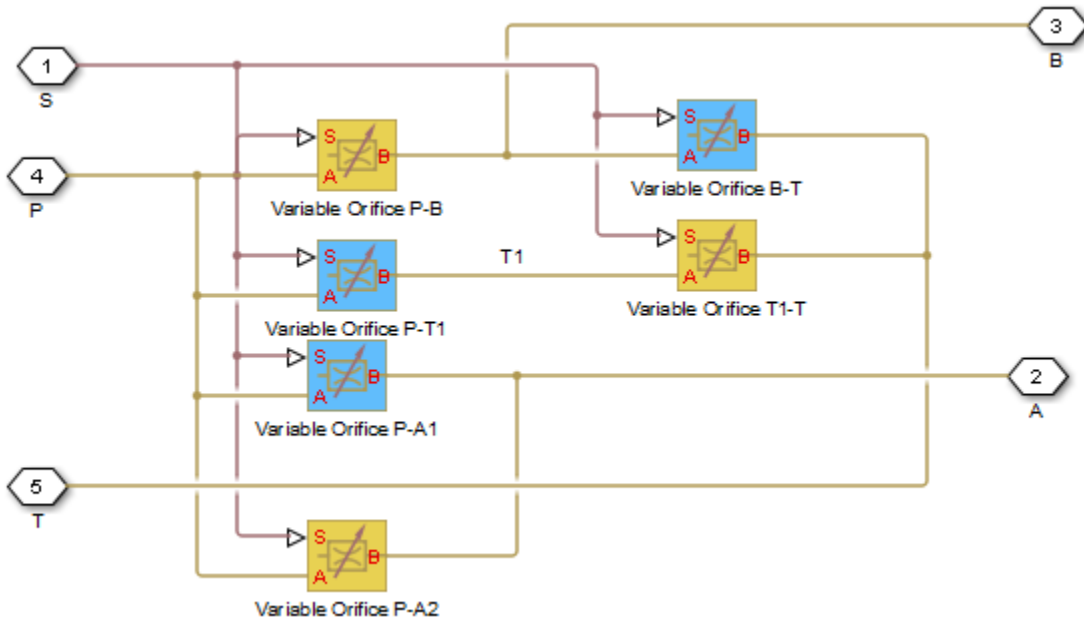 3
B
1
S
S
A
B
Variable Orifice B-T
S
A
B
Variable Orifice P-B
4
P
S
A
B
Variable Orifice T1-T
T1
S
A
B
Variable Orifice P-T1
S
A
B
Variable Orifice P-A1
2
A
5
T
S
A
B
Variable Orifice P-A2